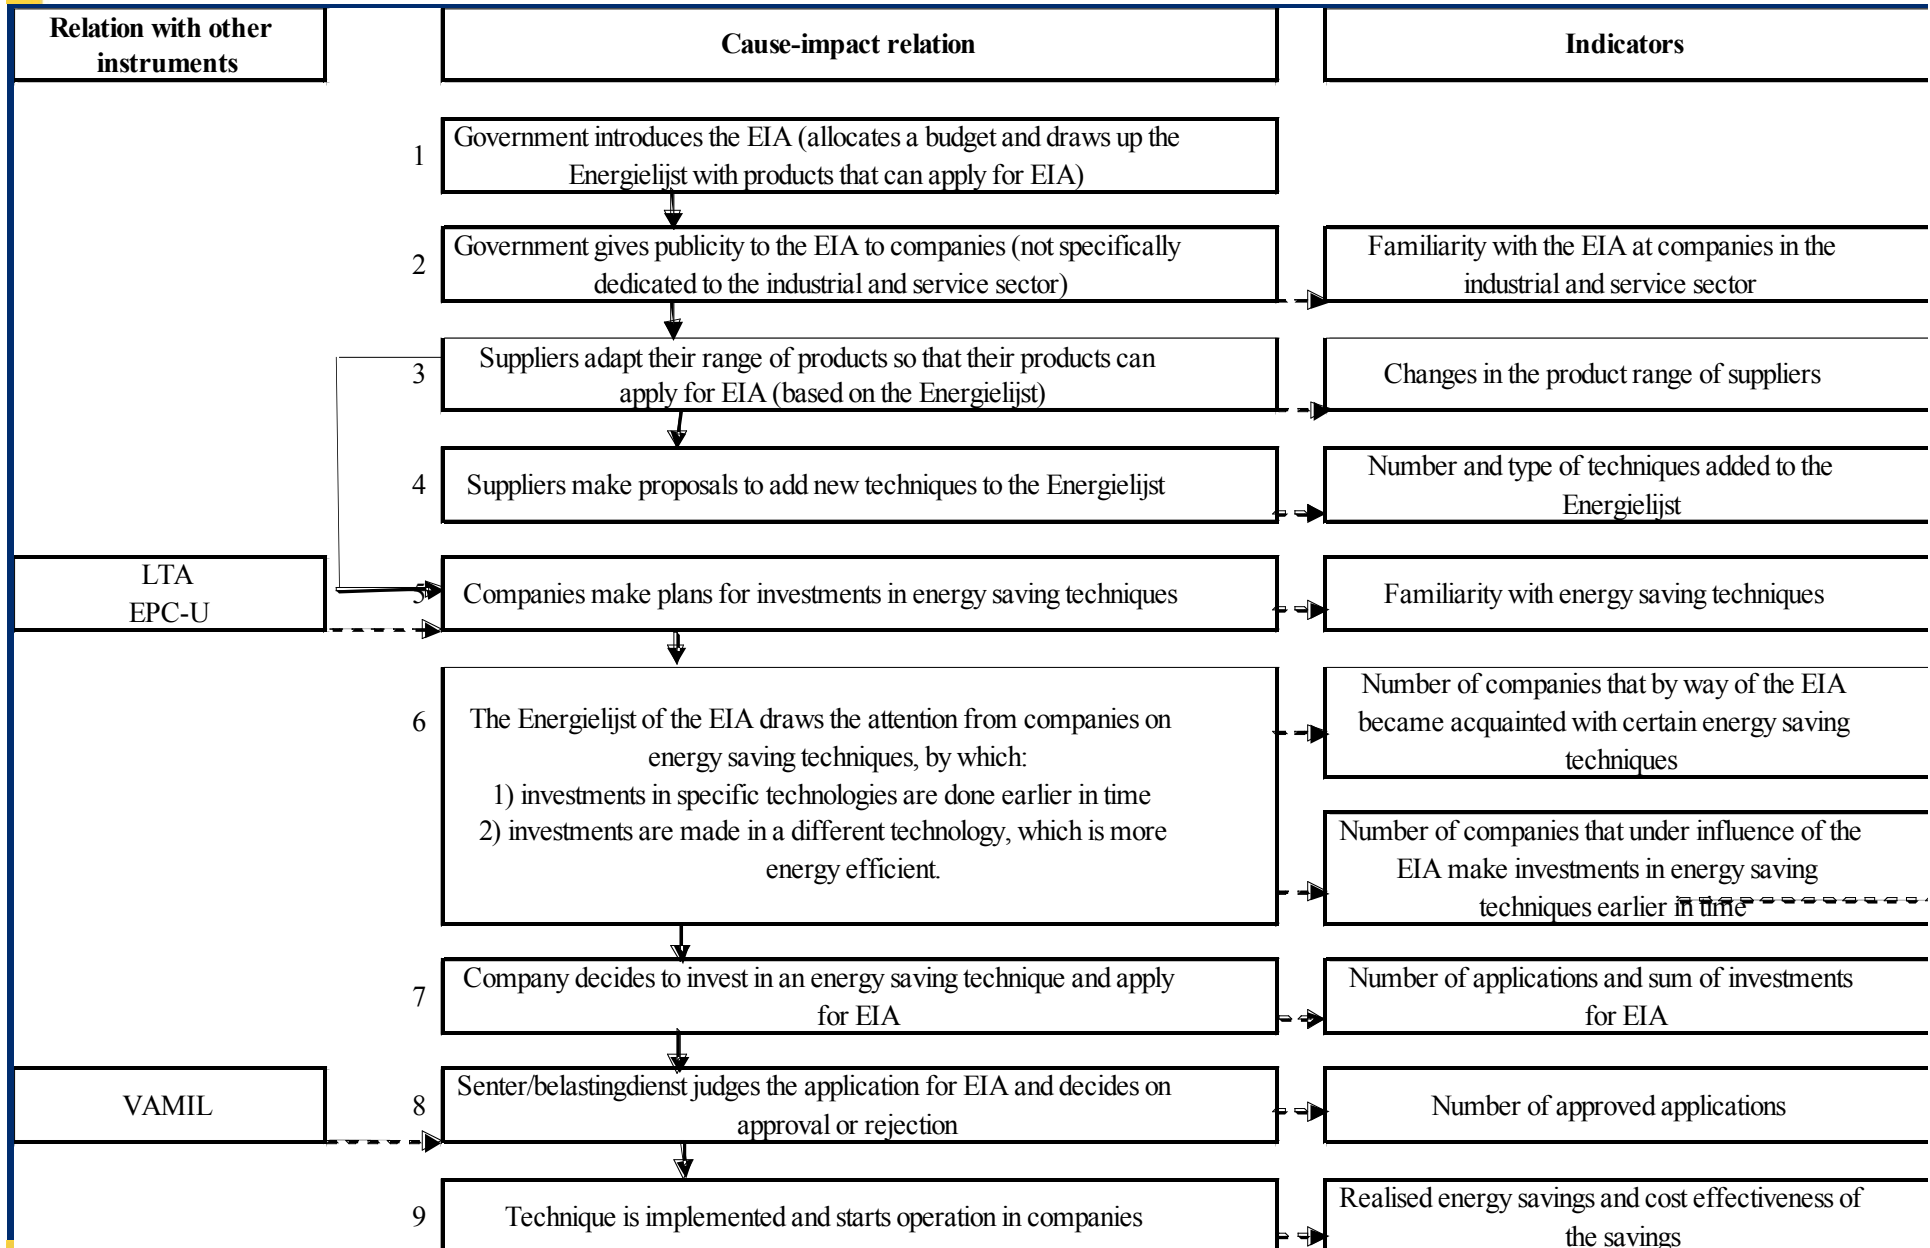 Relation with other
instruments
Cause-impact relation
Indicators
1
Government introduces the EIA (allocates a budget and draws up the
Energielijst with products that can apply for EIA)
2
Government gives publicity to the EIA to companies (not specifically
dedicated to the industrial and service sector)
Familiarity with the EIA at companies in the
industrial and service sector
3
Suppliers adapt their range of products so that their products can
apply for EIA (based on the Energielijst)
Changes in the product range of suppliers
4
Suppliers make proposals to add new techniques to the Energielijst
Number and type of techniques added to the
Energielijst
LTA
EPC-U
5
Companies make plans for investments in energy saving techniques
Familiarity with energy saving techniques
6
The Energielijst of the EIA draws the attention from companies on
energy saving techniques, by which:
1) investments in specific technologies are done earlier in time
2) investments are made in a different technology, which is more
energy efficient.
Number of companies that by way of the EIA
became acquainted with certain energy saving
techniques
Number of companies that under influence of the
EIA make investments in energy saving
techniques earlier in time
7
Company decides to invest in an energy saving technique and apply
for EIA
Number of applications and sum of investments
for EIA
VAMIL
8
Senter/belastingdienst judges the application for EIA and decides on
approval or rejection
Number of approved applications
9
Technique is implemented and starts operation in companies
Realised energy savings and cost effectiveness of
the savings